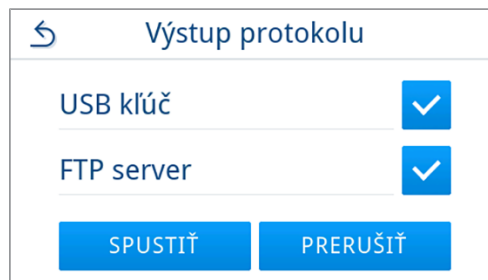 Výstup protokolu
USB kľúč
FTP server
SPUSTIŤ PRERUŠIŤ